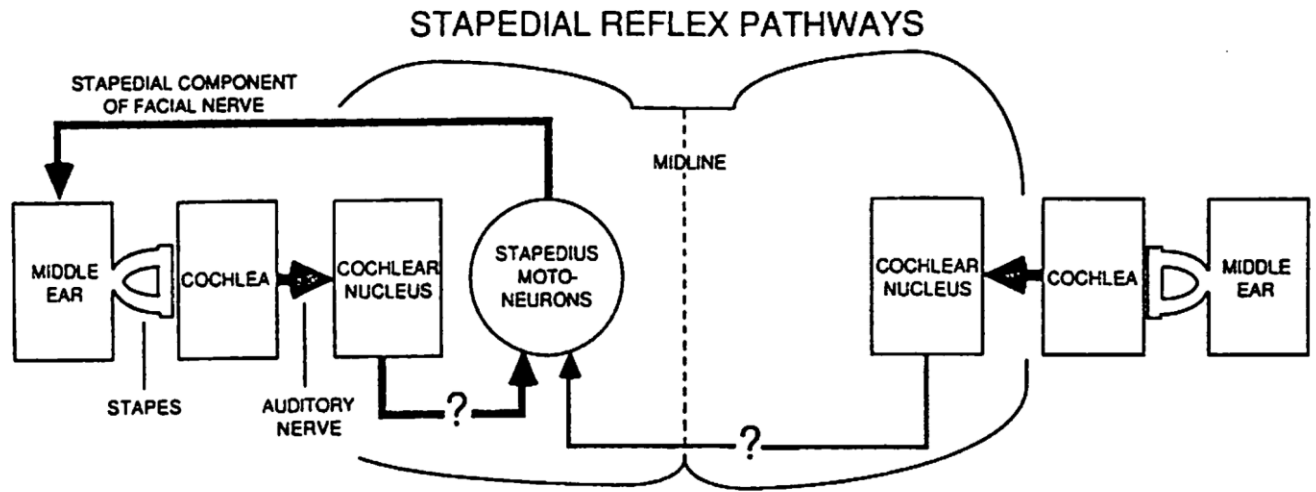 STAPEDIAL REFLEX PATHWAYS
STAPEDIAL COMPONENT
OF FACIAL NERVE
MIDLINE
MIDDLE
EAR
COCHLEA
COCHLEAR
NUCLEUS
STAPEDIUS
MOTO-
NEURONS
COCHLEAR
NUCLEUS
COCHLEA
MIDDLE
EAR
STAPES
AUDITORY
NERVE
?
?